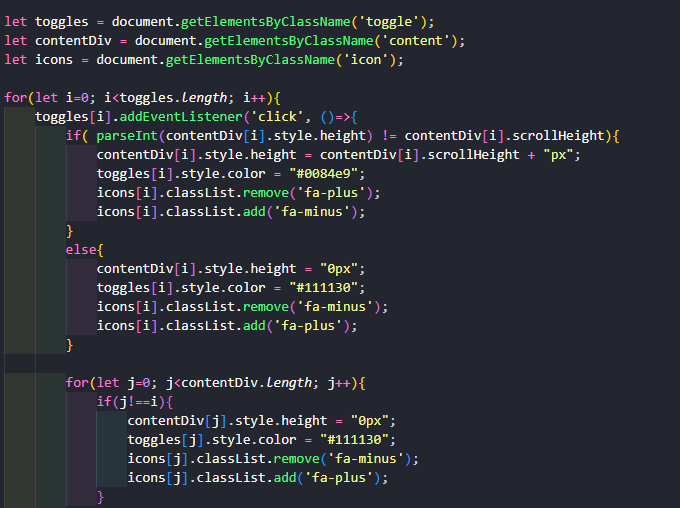 let toggles = document.getElementsByClassName('toggle');
let contentDiv = document.getElementsByClassName('content');
let icons = document.getElementsByClassName('icon');
for(let i=0; i<toggles.length; i++){
    toggles[i].addEventListener('click', ()=>{
        if( parseInt(contentDiv[i].style.height) != contentDiv[i].scrollHeight){
            contentDiv[i].style.height = contentDiv[i].scrollHeight + "px";
            toggles[i].style.color = "#0084e9";
            icons[i].classList.remove('fa-plus');
            icons[i].classList.add('fa-minus');
        }
        else{
            contentDiv[i].style.height = "0px";
            toggles[i].style.color = "#111130";
            icons[i].classList.remove('fa-minus');
            icons[i].classList.add('fa-plus');
        }
        for(let j=0; j<contentDiv.length; j++){
            if(j!==i){
                contentDiv[j].style.height = "0px";
                toggles[j].style.color = "#111130";
                icons[j].classList.remove('fa-minus');
                icons[j].classList.add('fa-plus');
            }